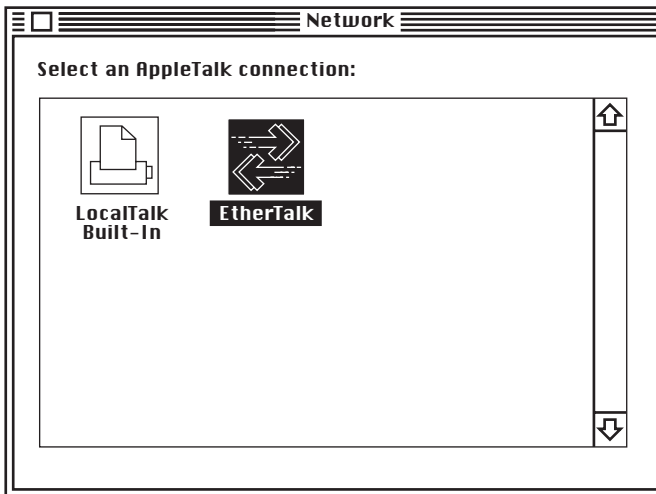 Network
Select an AppleTalk connection:
LocalTalk
Built-In
EtherTalk